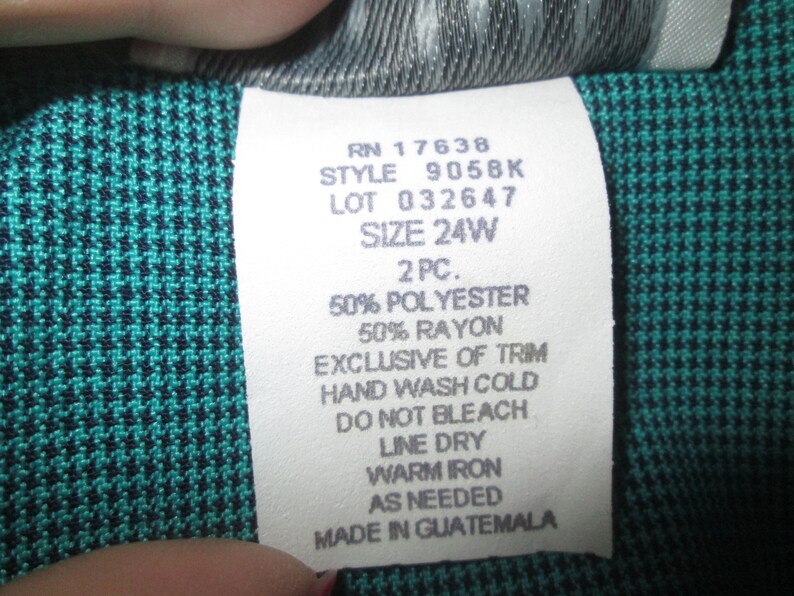 RN 17638
STYLE 9058K
LOT 032647
SIZE 24W
2 PC.
50% POLYESTER
50% RAYON
EXCLUSIVE OF TRIM
HAND WASH COLD
DO NOT BLEACH
LINE DRY
WARM IRON
AS NEEDED
MADE IN GUATEMALA